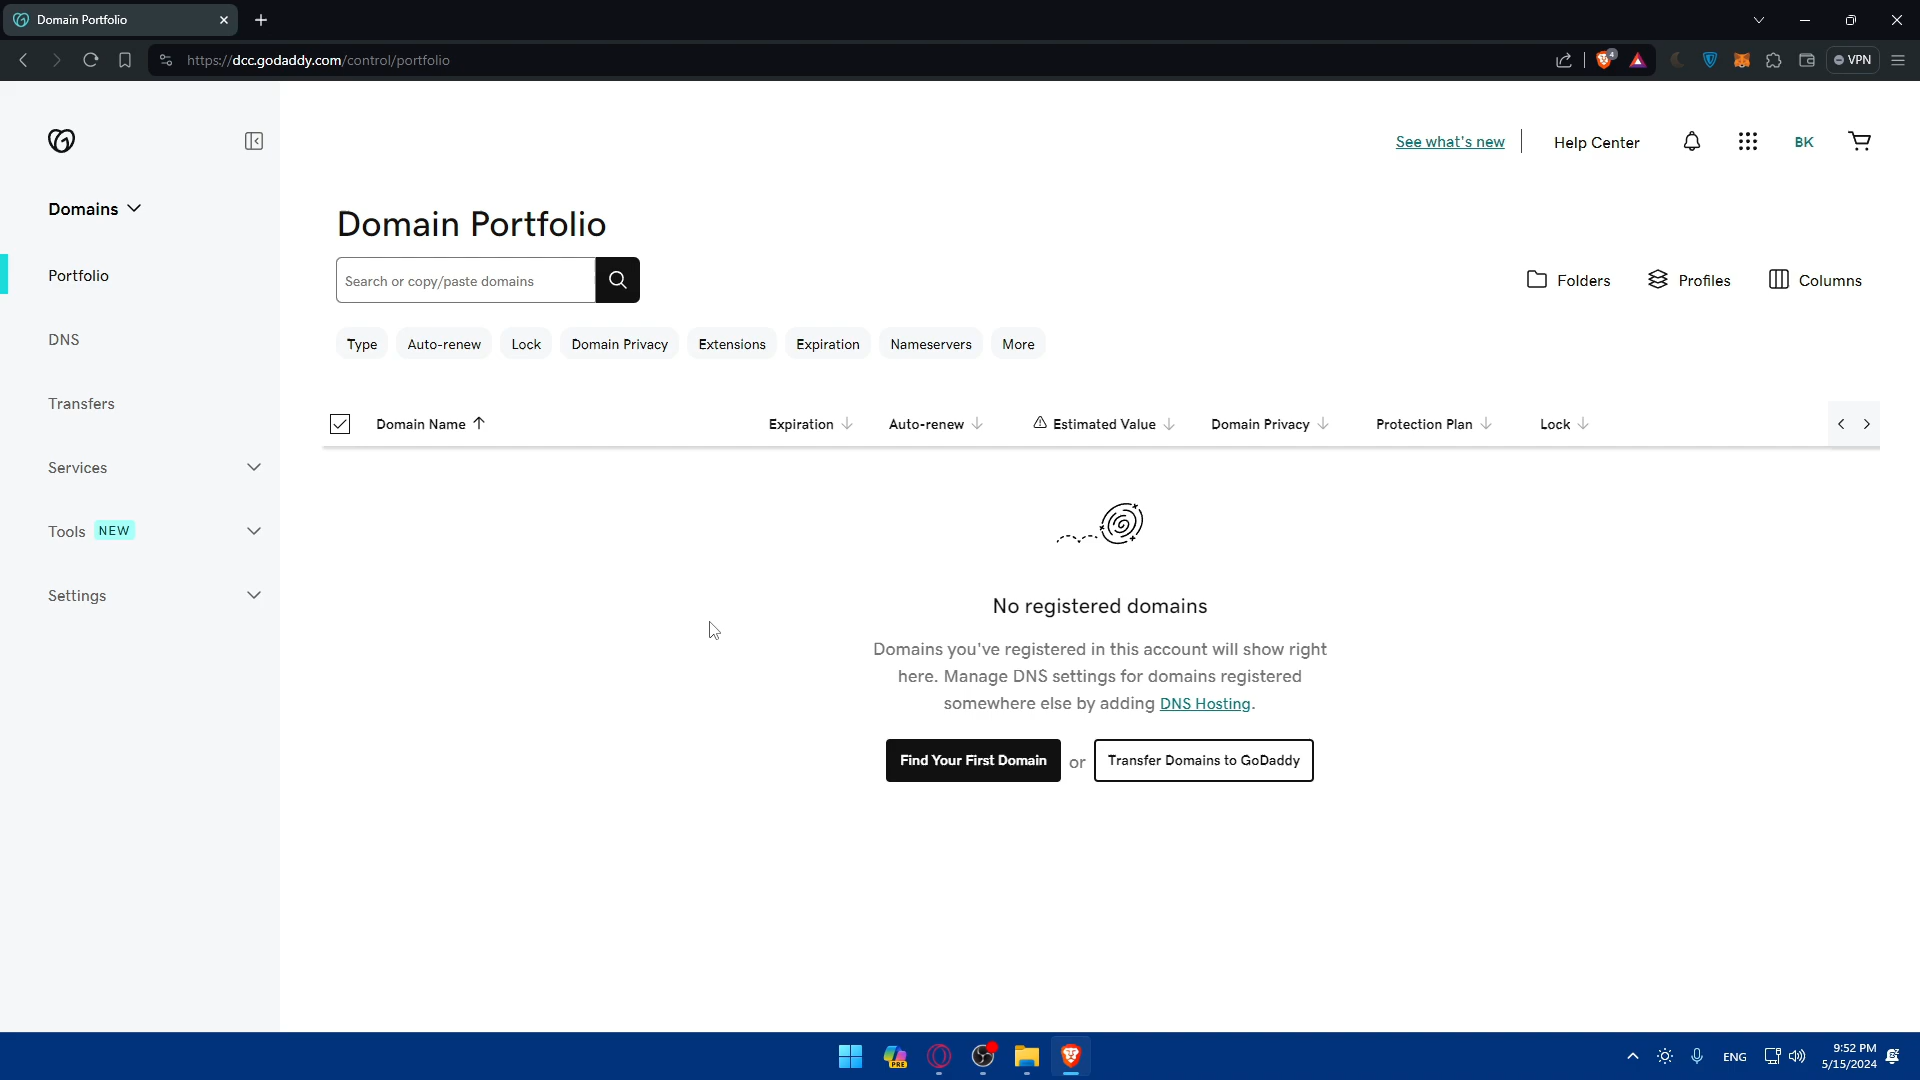 Domain Portfolio
https://dcc.godaddy.com/control/portfolio
4
VPN
See what's new
Help Center
BK
Domains
Portfolio
DNS
Transfers
Services
Tools NEW
Settings
Domain Portfolio
Search or copy/paste domains
Folders
Profiles
Columns
Type
Auto-renew
Lock
Domain Privacy
Extensions
Expiration
Nameservers
More
Domain Name
Expiration
Auto-renew
Estimated Value
Domain Privacy
Protection Plan
Lock
No registered domains
Domains you've registered in this account will show right
here. Manage DNS settings for domains registered
somewhere else by adding DNS Hosting.
Find Your First Domain or Transfer Domains to GoDaddy
PRE
ENG
9:52 PM
5/15/2024